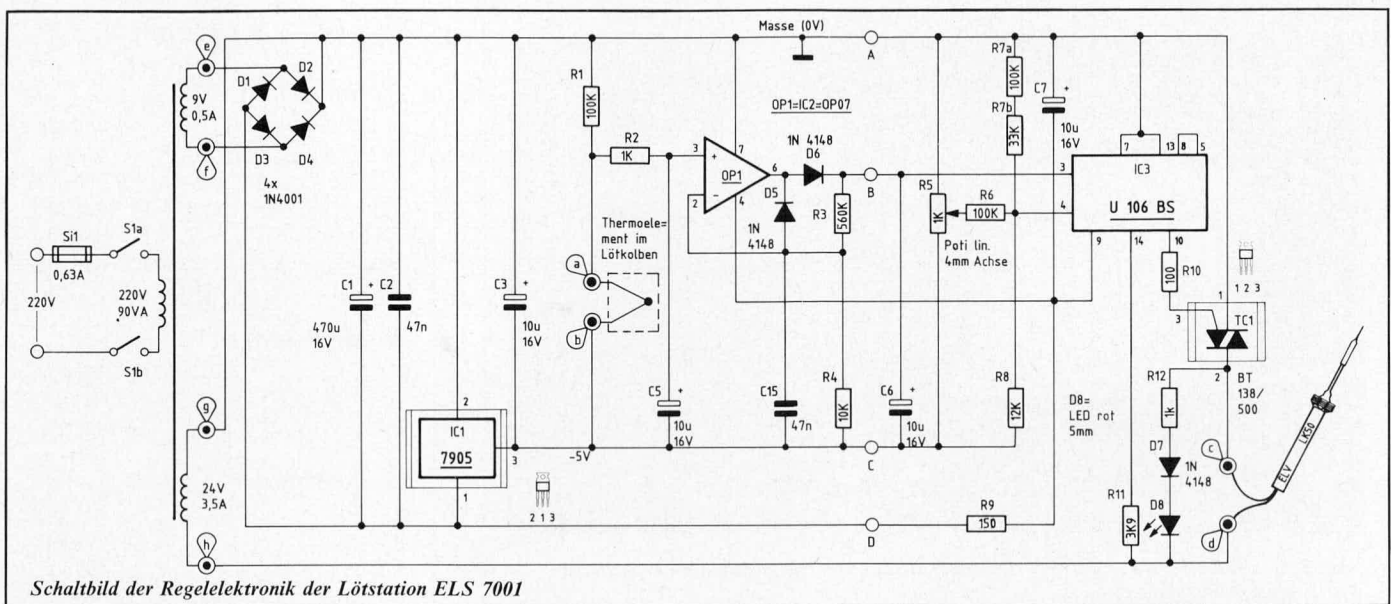 Masse (0V)
A
e
D1
D2
9V
0,5A
D3
D4
f
4x
1N4001
Si1
0,63A
S1a
220V
220V
90VA
S1b
g
24V
3,5A
h
C1
+
470u
16V
C2
47n
C3
+
10u
16V
IC1
7905
2
3
1
2 1 3
-5V
R1
100K
R2
1K
Thermoele=
ment im
Lötkolben
a
b
C5
+
10u
16V
OP1=IC2=OP07
3
+
7
OP1
6
-
2
4
1N 4148
D6
D5
1N
4148
R3
560K
B
C15
47n
R4
10K
C6
+
10u
16V
C
D
R9
150
R5
1K
Poti lin.
4mm Achse
R6
100K
R7a
100K
R7b
33K
R8
12K
C7
+
10u
16V
7
13
8
5
IC3
U 106 BS
3
4
9
14
10
R10
100
1 2 3
1
3
TC1
2
BT
138/
500
R12
1k
D8=
LED rot
5mm
D7
1N
4148
D8
R11
3K9
c
d
ELV
LK50
Schaltbild der Regelelektronik der Lötstation ELS 7001